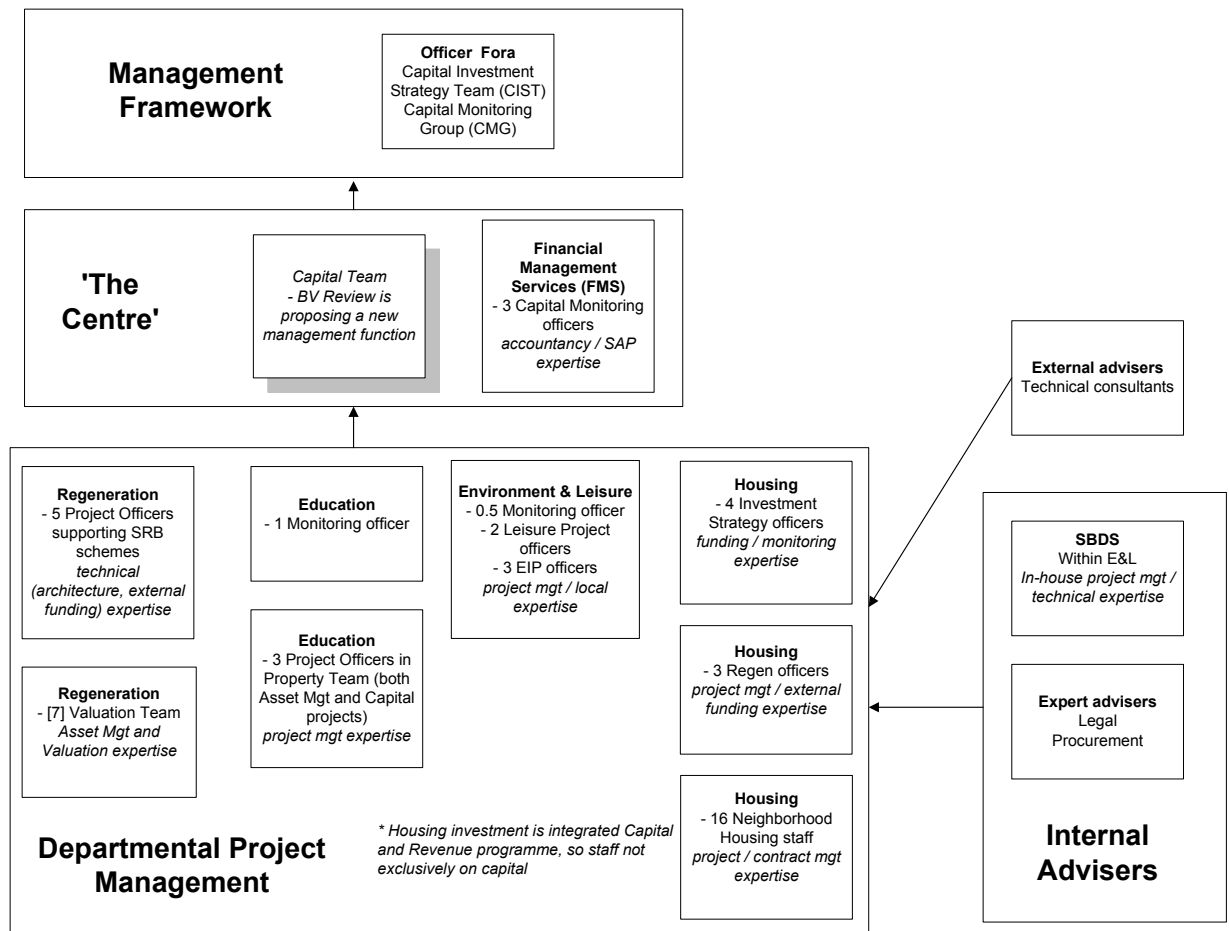 Management
Framework
Officer Fora
Capital Investment
Strategy Team (CIST)
Capital Monitoring
Group (CMG)
'The
Centre'
Capital Team
- BV Review is
proposing a new
management function
Financial
Management
Services (FMS)
- 3 Capital Monitoring
officers
accountancy / SAP
expertise
External advisers
Technical consultants
Regeneration
- 5 Project Officers
supporting SRB
schemes
technical
(architecture, external
funding) expertise
Education
- 1 Monitoring officer
Environment & Leisure
- 0.5 Monitoring officer
- 2 Leisure Project
officers
- 3 EIP officers
project mgt / local
expertise
Housing
- 4 Investment
Strategy officers
funding / monitoring
expertise
Regeneration
- [7] Valuation Team
Asset Mgt and
Valuation expertise
Education
- 3 Project Officers in
Property Team (both
Asset Mgt and Capital
projects)
project mgt expertise
Housing
- 3 Regen officers
project mgt / external
funding expertise
Housing
- 16 Neighborhood
Housing staff
project / contract mgt
expertise
* Housing investment is integrated Capital
and Revenue programme, so staff not
exclusively on capital
Departmental Project
Management
SBDS
Within E&L
In-house project mgt /
technical expertise
Expert advisers
Legal
Procurement
Internal
Advisers